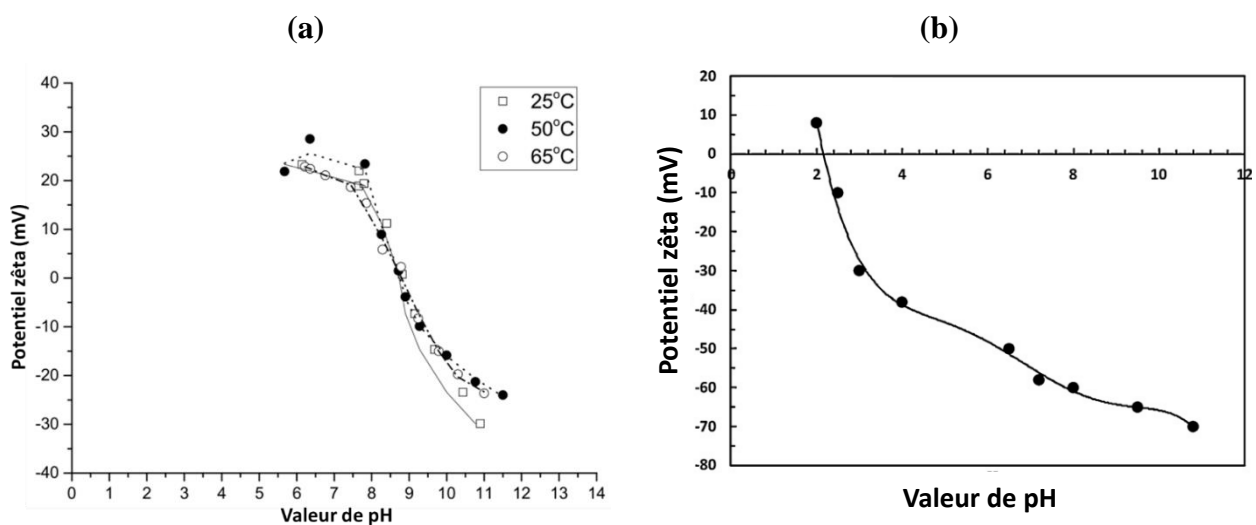 (a)
(b)
40
30
20
10
0
-10
-20
-30
-40
0 1 2 3 4 5 6 7 8 9 10 11 12 13 14
Potentiel zêta (mV)
Valeur de pH
25°C
50°C
65°C
20
10
0
-10
-20
-30
-40
-50
-60
-70
-80
0 2 4 6 8 10 12
Potentiel zêta (mV)
Valeur de pH